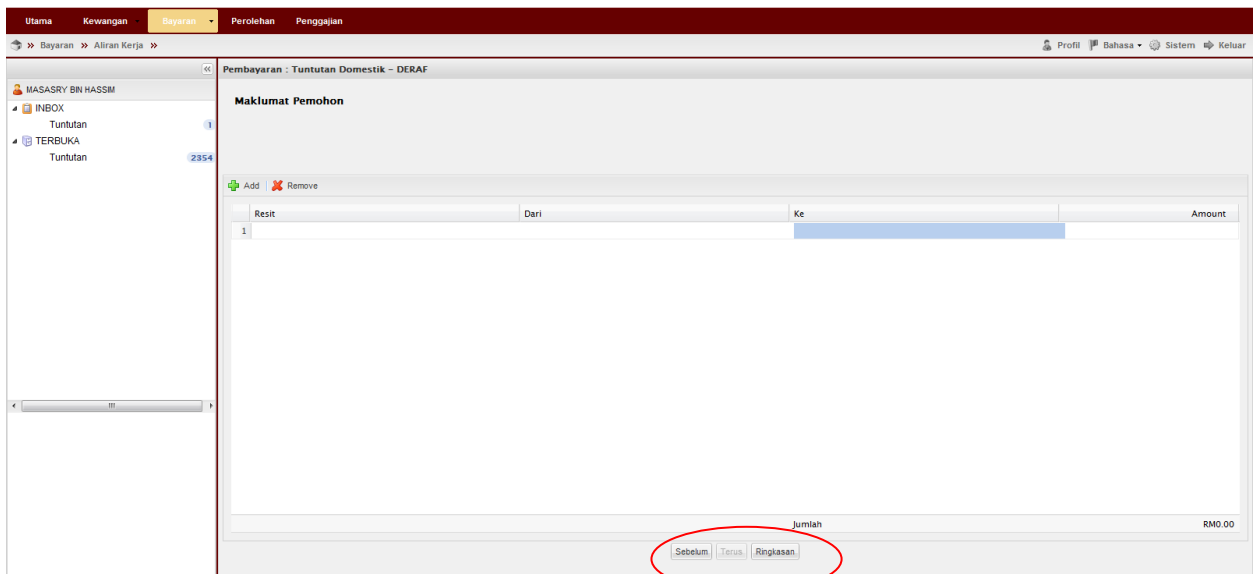 Utama Kewangan Bayaran Perolehan Penggajian
» Bayaran » Aliran Kerja » Profil Bahasa Sistem Keluar
Pembayaran : Tuntutan Domestik - DERAF
MASASRY BIN HASSIM
INBOX
Tuntutan 1
TERBUKA
Tuntutan 2354
Maklumat Pemohon
Add Remove
Resit Dari Ke Amount
1
Jumlah RM0.00
Sebelum Terus Ringkasan